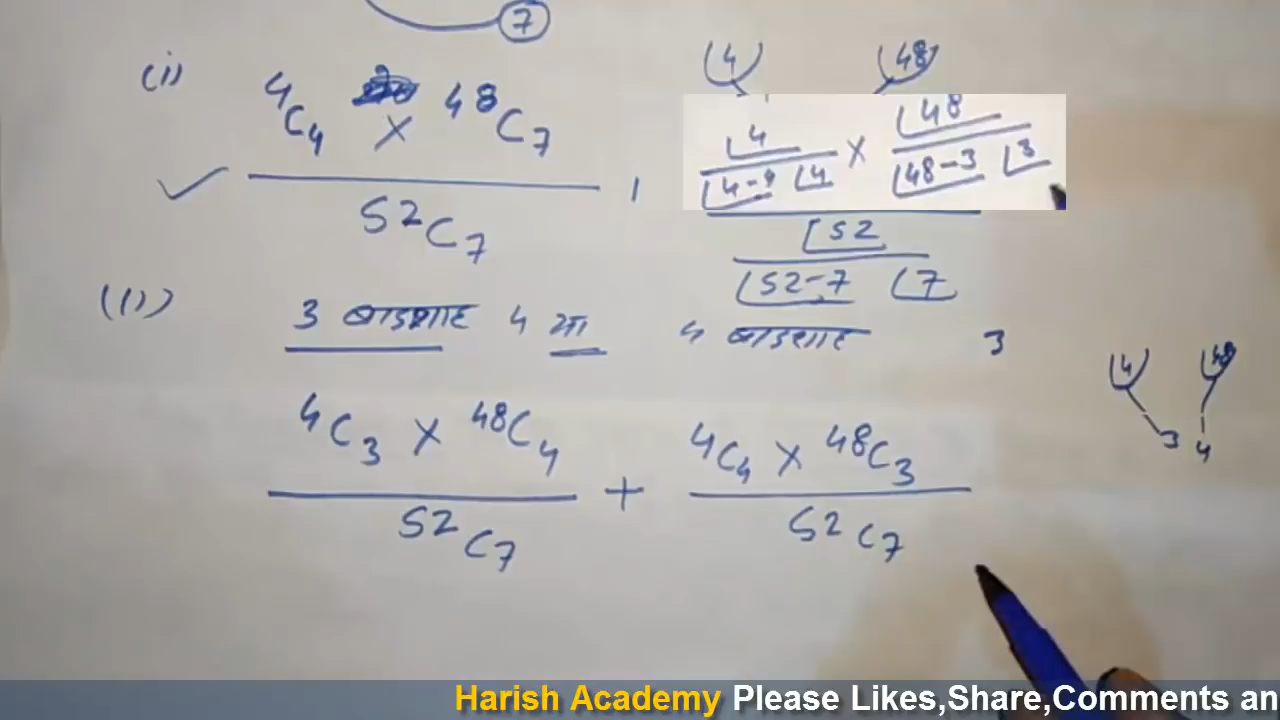 7
(i) ⁴C₄ × ⁴⁸C₇ / ⁵²C₇ , ⌊4 ⌊48
⌊4 / ⌊4-4 ⌊4 × ⌊48 / ⌊48-3 ⌊3
⌊52 / ⌊52-7 ⌊7
(ii) 3 बादशाह 4 या 4 बादशाह 3
⁴C₃ × ⁴⁸C₄ / ⁵²C₇ + ⁴C₄ × ⁴⁸C₃ / ⁵²C₇
⌊4 ⌊48
3 4
Harish Academy Please Likes,Share,Comments an